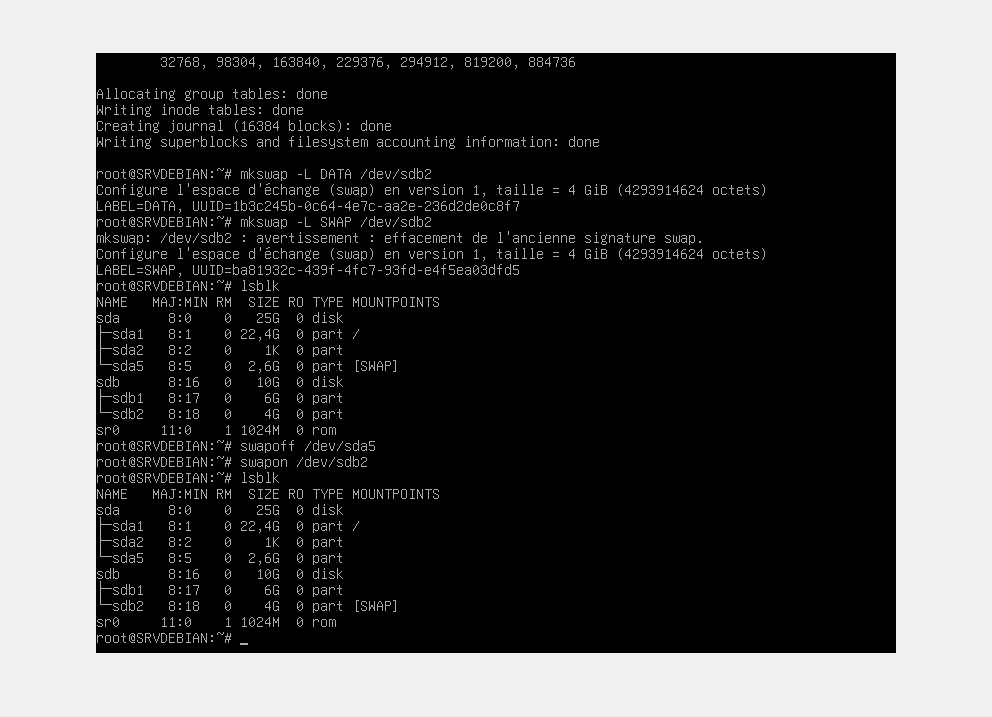 32768, 98304, 163840, 229376, 294912, 819200, 884736
Allocating group tables: done
Writing inode tables: done
Creating journal (16384 blocks): done
Writing superblocks and filesystem accounting information: done
root@SRVDEBIAN:~# mkswap -L DATA /dev/sdb2
Configure l'espace d'échange (swap) en version 1, taille = 4 GiB (4293914624 octets)
LABEL=DATA, UUID=1b3c245b-0c64-4e7c-aa2e-236d2de0c8f7
root@SRVDEBIAN:~# mkswap -L SWAP /dev/sdb2
mkswap: /dev/sdb2 : avertissement : effacement de l'ancienne signature swap.
Configure l'espace d'échange (swap) en version 1, taille = 4 GiB (4293914624 octets)
LABEL=SWAP, UUID=ba81932c-439f-4fc7-93fd-e4f5ea03dfd5
root@SRVDEBIAN:~# lsblk
NAME   MAJ:MIN RM  SIZE RO TYPE MOUNTPOINTS
sda      8:0    0   25G  0 disk
├─sda1   8:1    0 22,4G  0 part /
├─sda2   8:2    0    1K  0 part
└─sda5   8:5    0  2,6G  0 part [SWAP]
sdb      8:16   0   10G  0 disk
├─sdb1   8:17   0    6G  0 part
└─sdb2   8:18   0    4G  0 part
sr0     11:0    1 1024M  0 rom
root@SRVDEBIAN:~# swapoff /dev/sda5
root@SRVDEBIAN:~# swapon /dev/sdb2
root@SRVDEBIAN:~# lsblk
NAME   MAJ:MIN RM  SIZE RO TYPE MOUNTPOINTS
sda      8:0    0   25G  0 disk
├─sda1   8:1    0 22,4G  0 part /
├─sda2   8:2    0    1K  0 part
└─sda5   8:5    0  2,6G  0 part
sdb      8:16   0   10G  0 disk
├─sdb1   8:17   0    6G  0 part
└─sdb2   8:18   0    4G  0 part [SWAP]
sr0     11:0    1 1024M  0 rom
root@SRVDEBIAN:~# _